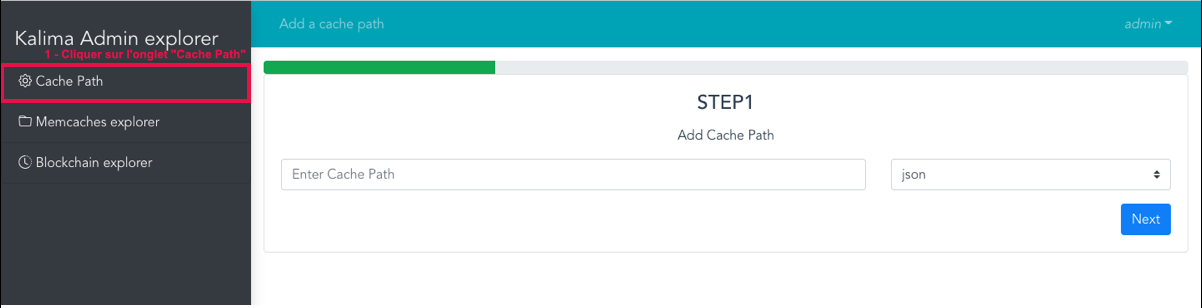 Kalima Admin explorer
1 - Cliquer sur l'onglet "Cache Path"
Cache Path
Memcaches explorer
Blockchain explorer
Add a cache path
admin
STEP1
Add Cache Path
Enter Cache Path
json
Next